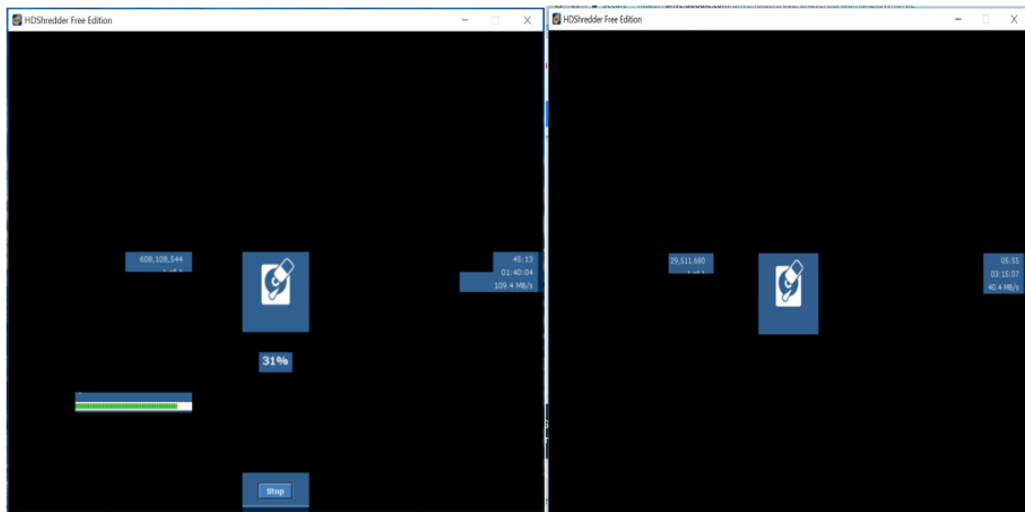 HDShredder Free Edition
608,108,544
45:13
01:40:04
109.4 MB/s
31%
Stop
HDShredder Free Edition
29,511,680
05:55
03:15:07
40.4 MB/s